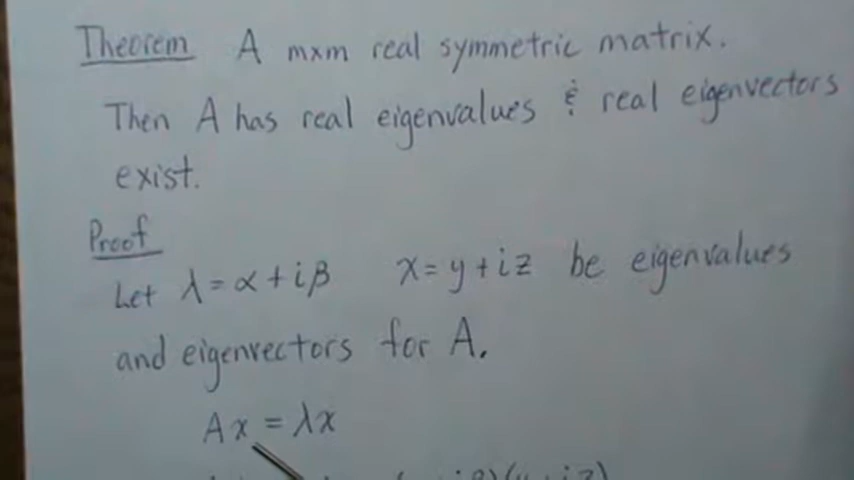 Theorem A mxm real symmetric matrix.
Then A has real eigenvalues & real eigenvectors
exist.
Proof
Let λ = α + iβ x = y + iz be eigenvalues
and eigenvectors for A.
Ax = λx